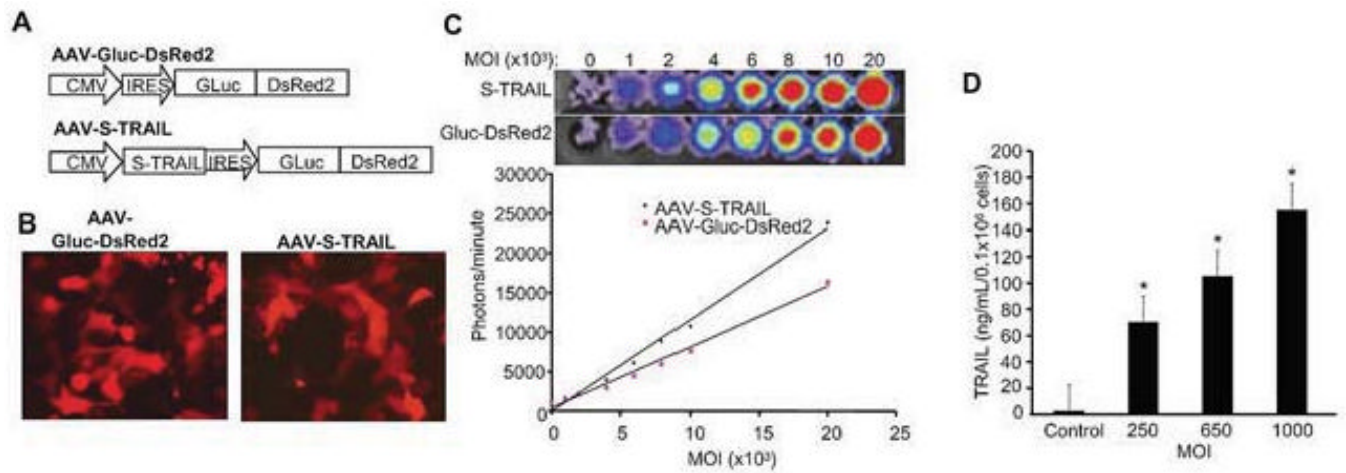 A
AAV-Gluc-DsRed2
CMV IRES GLuc DsRed2
AAV-S-TRAIL
CMV S-TRAIL IRES GLuc DsRed2
B
AAV-
Gluc-DsRed2
AAV-S-TRAIL
C
MOI (x10³): 0 1 2 4 6 8 10 20
S-TRAIL
Gluc-DsRed2
30000
25000
20000
15000
10000
5000
0
Photons/minute
AAV-S-TRAIL
AAV-Gluc-DsRed2
0 5 10 15 20 25
MOI (x10³)
D
TRAIL (ng/mL/0.1x10⁶ cells)
200
180
160
140
120
100
80
60
40
20
0
* * *
Control 250 650 1000
MOI